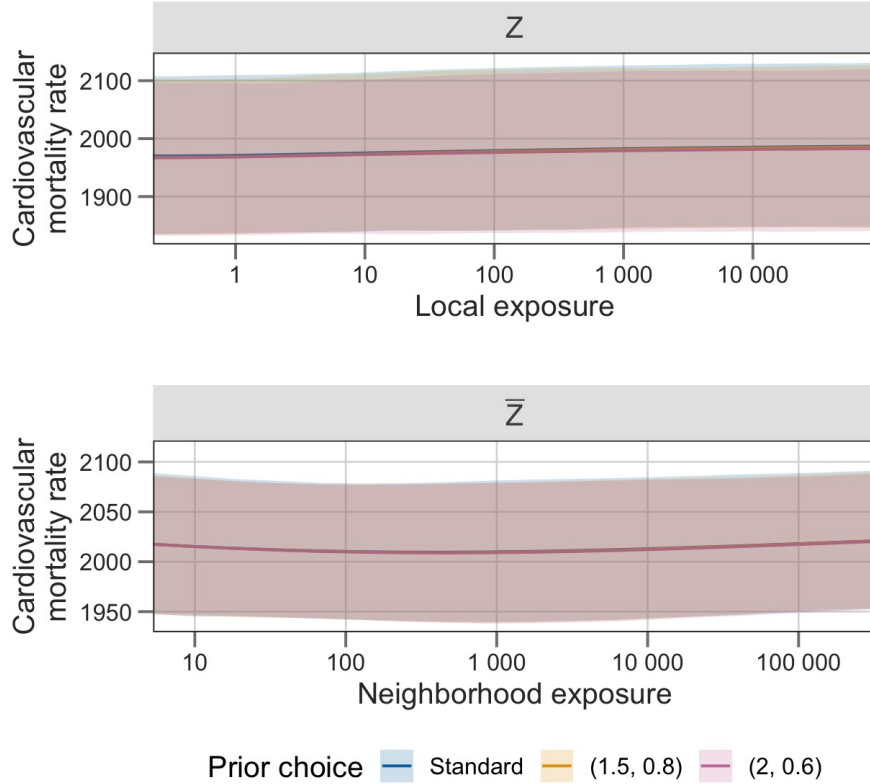 Z
Cardiovascular
mortality rate
2100
2000
1900
1
10
100
1 000
10 000
Local exposure
Z̅
Cardiovascular
mortality rate
2100
2050
2000
1950
10
100
1 000
10 000
100 000
Neighborhood exposure
Prior choice Standard (1.5, 0.8) (2, 0.6)